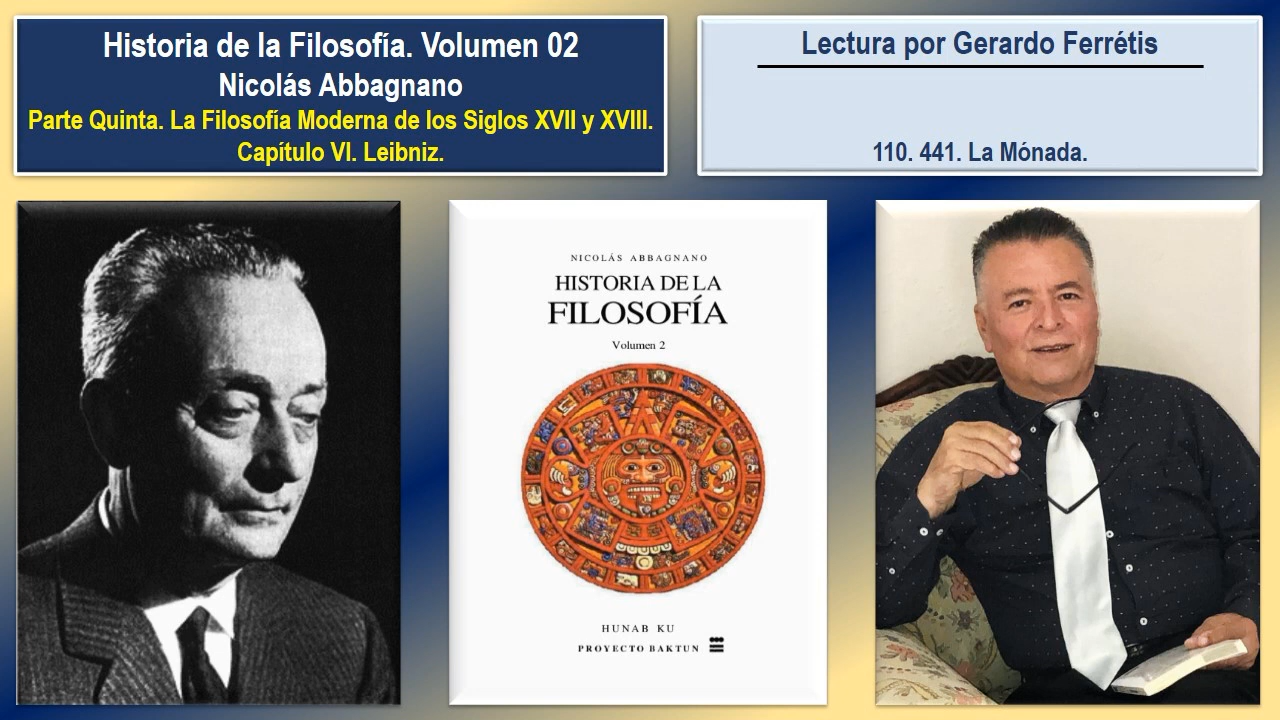 Historia de la Filosofía. Volumen 02
Nicolás Abbagnano
Parte Quinta. La Filosofía Moderna de los Siglos XVII y XVIII.
Capítulo VI. Leibniz.
Lectura por Gerardo Ferrétis
110. 441. La Mónada.
NICOLÁS ABBAGNANO
HISTORIA DE LA
FILOSOFÍA
Volumen 2
HUNAB KU
PROYECTO BAKTUN